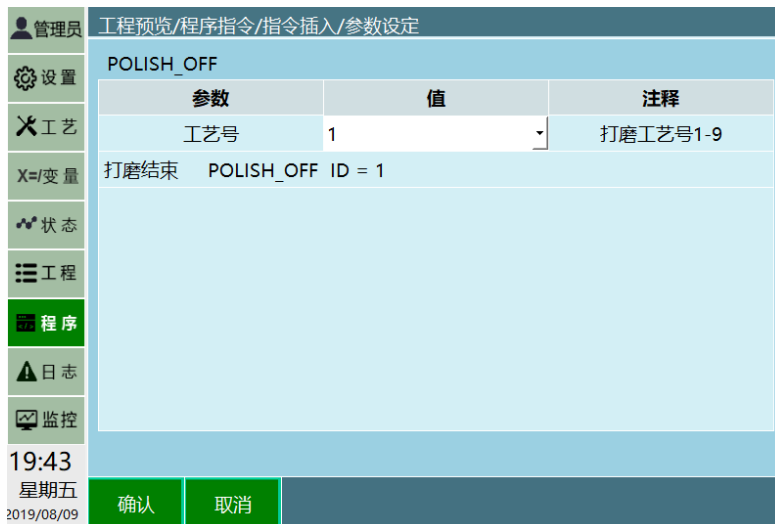 管理员
工程预览/程序指令/指令插入/参数设定
设置
工艺
X=/变量
状态
工程
程序
日志
监控
19:43
星期五
2019/08/09
POLISH_OFF
参数 值 注释
工艺号 1 打磨工艺号1-9
打磨结束 POLISH_OFF ID = 1
确认 取消